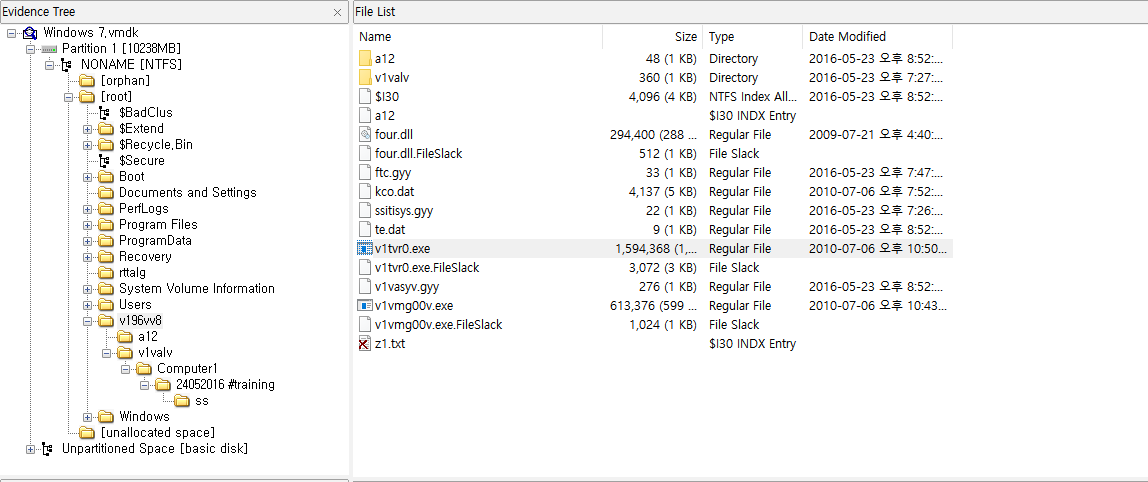 Evidence Tree
Windows 7.vmdk
Partition 1 [10238MB]
NONAME [NTFS]
[orphan]
[root]
$BadClus
$Extend
$Recycle.Bin
$Secure
Boot
Documents and Settings
PerfLogs
Program Files
ProgramData
Recovery
rttalg
System Volume Information
Users
v196vv8
a12
v1valv
Computer1
24052016 #training
ss
Windows
[unallocated space]
Unpartitioned Space [basic disk]
File List
Name Size Type Date Modified
a12 48 (1 KB) Directory 2016-05-23 오후 8:52:...
v1valv 360 (1 KB) Directory 2016-05-23 오후 7:27:...
$I30 4,096 (4 KB) NTFS Index All... 2016-05-23 오후 8:52:...
a12 $I30 INDX Entry
four.dll 294,400 (288 ... Regular File 2009-07-21 오후 4:40:...
four.dll.FileSlack 512 (1 KB) File Slack
ftc.gyy 33 (1 KB) Regular File 2016-05-23 오후 7:47:...
kco.dat 4,137 (5 KB) Regular File 2010-07-06 오후 7:52:...
ssitisys.gyy 22 (1 KB) Regular File 2016-05-23 오후 7:26:...
te.dat 9 (1 KB) Regular File 2016-05-23 오후 8:52:...
v1tvr0.exe 1,594,368 (1,... Regular File 2010-07-06 오후 10:50...
v1tvr0.exe.FileSlack 3,072 (3 KB) File Slack
v1vasyv.gyy 276 (1 KB) Regular File 2016-05-23 오후 8:52:...
v1vmg00v.exe 613,376 (599 ... Regular File 2010-07-06 오후 10:43...
v1vmg00v.exe.FileSlack 1,024 (1 KB) File Slack
z1.txt $I30 INDX Entry